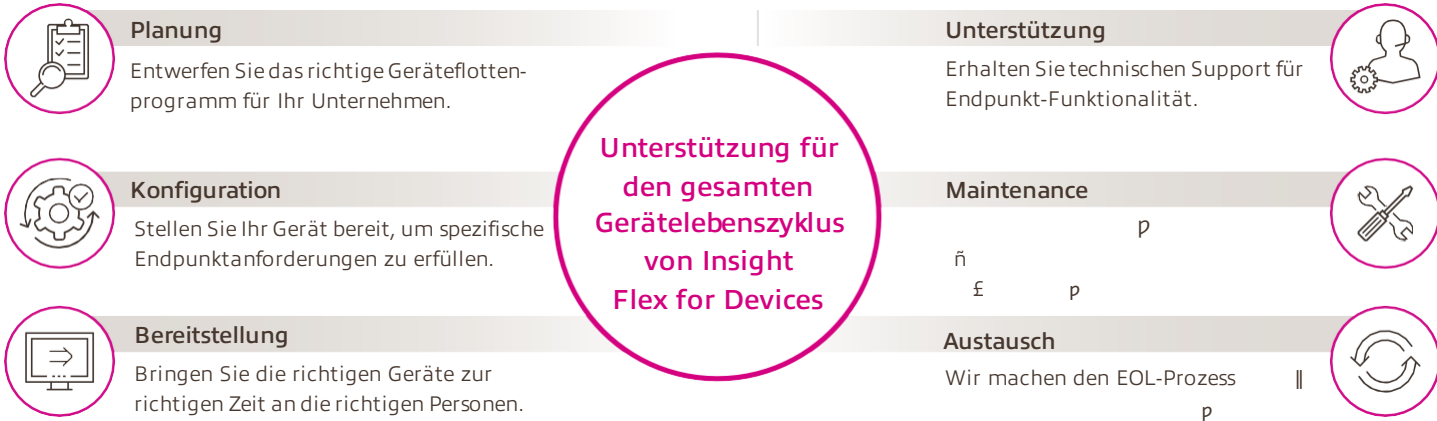 Planung
Entwerfen Sie das richtige Geräteflotten-
programm für Ihr Unternehmen.
Konfiguration
Stellen Sie Ihr Gerät bereit, um spezifische
Endpunktanforderungen zu erfüllen.
Bereitstellung
Bringen Sie die richtigen Geräte zur
richtigen Zeit an die richtigen Personen.
Unterstützung für
den gesamten
Gerätelebenszyklus
von Insight
Flex for Devices
Unterstützung
Erhalten Sie technischen Support für
Endpunkt-Funktionalität.
Maintenance
p
ñ
£ p
Austausch
Wir machen den EOL-Prozess ‖
p